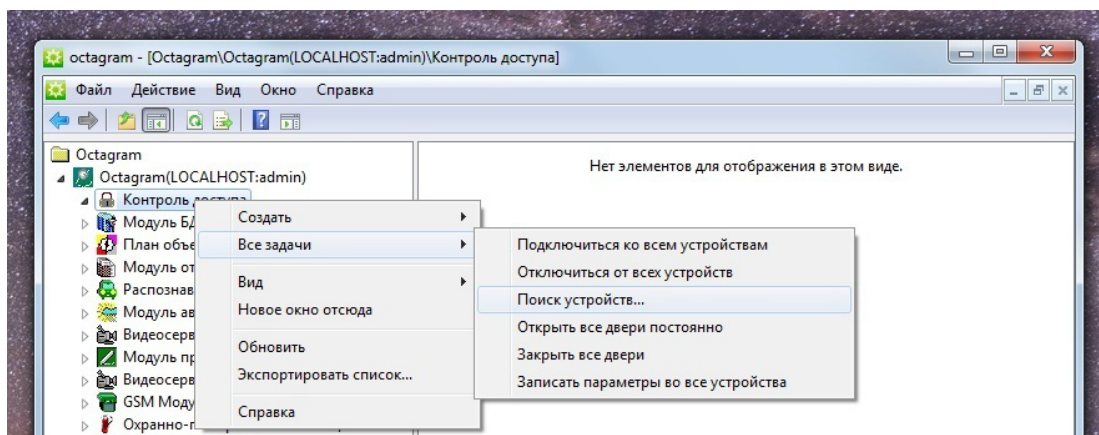 octagram - [Octagram\Octagram(LOCALHOST:admin)\Контроль доступа]
Файл Действие Вид Окно Справка
Octagram
Octagram(LOCALHOST:admin)
Контроль доступа
Модуль БД
План объе
Модуль от
Распознав
Модуль ав
Видеосерв
Модуль пр
Видеосерв
GSM Моду
Охранно-п
Нет элементов для отображения в этом виде.
Создать
Все задачи
Вид
Новое окно отсюда
Обновить
Экспортировать список...
Справка
Подключиться ко всем устройствам
Отключиться от всех устройств
Поиск устройств...
Открыть все двери постоянно
Закрыть все двери
Записать параметры во все устройства